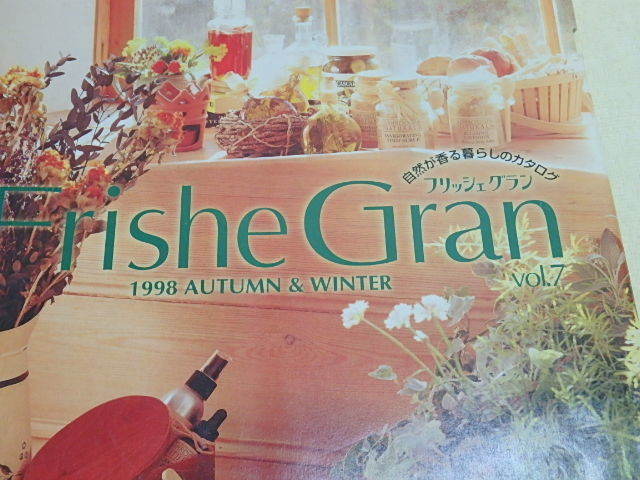 自然が香る暮らしのカタログ
フリッシェグラン
Frishe Gran
1998 AUTUMN & WINTER
vol.7